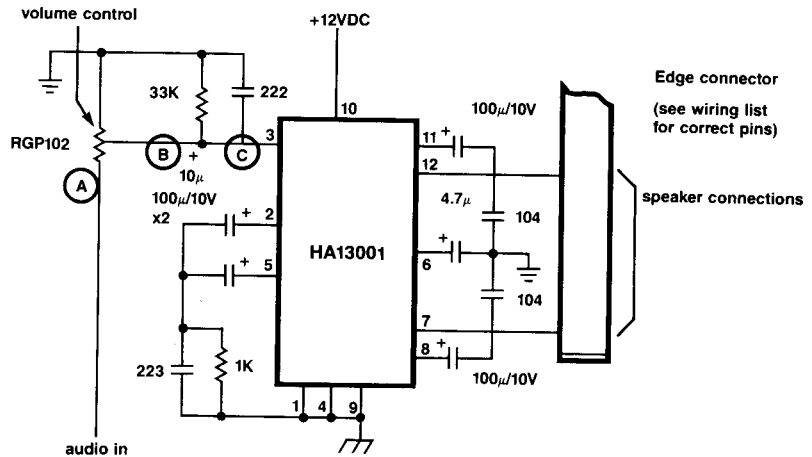 volume control
+12VDC
33K
222
10
RGP102
B
C
3
+
10μ
A
100μ/10V
x2
+
2
+
5
HA13001
223
1K
1
4
9
audio in
100μ/10V
11
+
12
4.7μ
104
+
6
104
7
8
+
100μ/10V
Edge connector
(see wiring list
for correct pins)
speaker connections